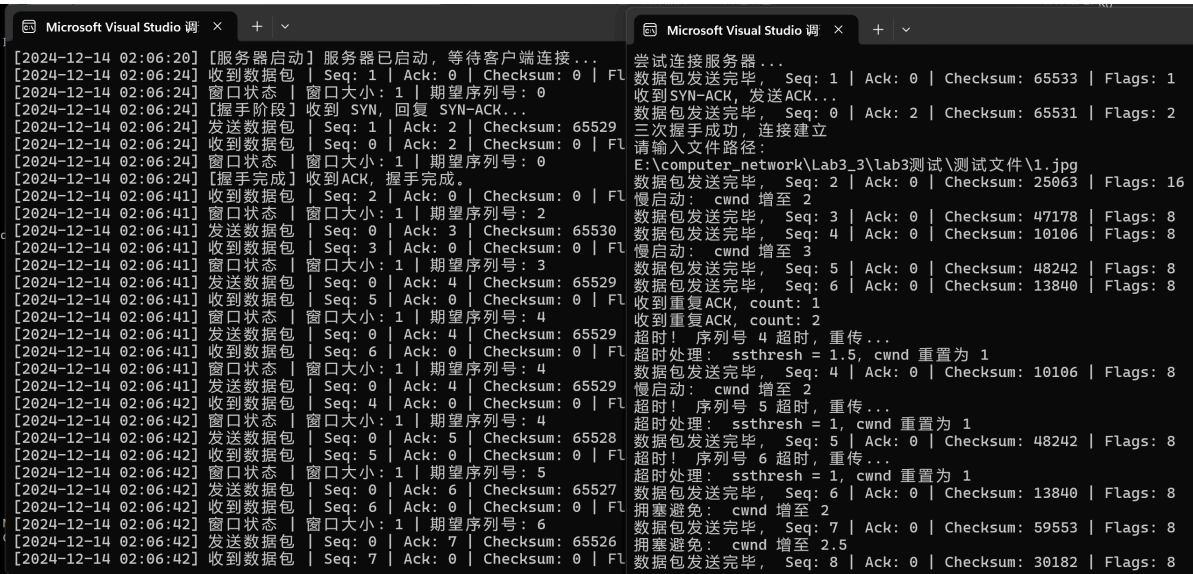 Microsoft Visual Studio 调
[2024-12-14 02:06:20] [服务器启动] 服务器已启动，等待客户端连接...
[2024-12-14 02:06:24] 收到数据包 | Seq: 1 | Ack: 0 | Checksum: 0 | Fl
[2024-12-14 02:06:24] 窗口状态 | 窗口大小: 1 | 期望序列号: 0
[2024-12-14 02:06:24] [握手阶段] 收到 SYN，回复 SYN-ACK...
[2024-12-14 02:06:24] 发送数据包 | Seq: 1 | Ack: 2 | Checksum: 65529
[2024-12-14 02:06:24] 收到数据包 | Seq: 0 | Ack: 2 | Checksum: 0 | Fl
[2024-12-14 02:06:24] 窗口状态 | 窗口大小: 1 | 期望序列号: 0
[2024-12-14 02:06:24] [握手完成] 收到ACK，握手完成。
[2024-12-14 02:06:41] 收到数据包 | Seq: 2 | Ack: 0 | Checksum: 0 | Fl
[2024-12-14 02:06:41] 窗口状态 | 窗口大小: 1 | 期望序列号: 2
[2024-12-14 02:06:41] 发送数据包 | Seq: 0 | Ack: 3 | Checksum: 65530
[2024-12-14 02:06:41] 收到数据包 | Seq: 3 | Ack: 0 | Checksum: 0 | Fl
[2024-12-14 02:06:41] 窗口状态 | 窗口大小: 1 | 期望序列号: 3
[2024-12-14 02:06:41] 发送数据包 | Seq: 0 | Ack: 4 | Checksum: 65529
[2024-12-14 02:06:41] 收到数据包 | Seq: 5 | Ack: 0 | Checksum: 0 | Fl
[2024-12-14 02:06:41] 窗口状态 | 窗口大小: 1 | 期望序列号: 4
[2024-12-14 02:06:41] 发送数据包 | Seq: 0 | Ack: 4 | Checksum: 65529
[2024-12-14 02:06:41] 收到数据包 | Seq: 6 | Ack: 0 | Checksum: 0 | Fl
[2024-12-14 02:06:41] 窗口状态 | 窗口大小: 1 | 期望序列号: 4
[2024-12-14 02:06:41] 发送数据包 | Seq: 0 | Ack: 4 | Checksum: 65529
[2024-12-14 02:06:42] 收到数据包 | Seq: 4 | Ack: 0 | Checksum: 0 | Fl
[2024-12-14 02:06:42] 窗口状态 | 窗口大小: 1 | 期望序列号: 4
[2024-12-14 02:06:42] 发送数据包 | Seq: 0 | Ack: 5 | Checksum: 65528
[2024-12-14 02:06:42] 收到数据包 | Seq: 5 | Ack: 0 | Checksum: 0 | Fl
[2024-12-14 02:06:42] 窗口状态 | 窗口大小: 1 | 期望序列号: 5
[2024-12-14 02:06:42] 发送数据包 | Seq: 0 | Ack: 6 | Checksum: 65527
[2024-12-14 02:06:42] 收到数据包 | Seq: 6 | Ack: 0 | Checksum: 0 | Fl
[2024-12-14 02:06:42] 窗口状态 | 窗口大小: 1 | 期望序列号: 6
[2024-12-14 02:06:42] 发送数据包 | Seq: 0 | Ack: 7 | Checksum: 65526
[2024-12-14 02:06:42] 收到数据包 | Seq: 7 | Ack: 0 | Checksum: 0 | Fl
Microsoft Visual Studio 调
尝试连接服务器...
数据包发送完毕， Seq: 1 | Ack: 0 | Checksum: 65533 | Flags: 1
收到SYN-ACK，发送ACK...
数据包发送完毕， Seq: 0 | Ack: 2 | Checksum: 65531 | Flags: 2
三次握手成功，连接建立
请输入文件路径:
E:\computer_network\Lab3_3\lab3测试\测试文件\1.jpg
数据包发送完毕， Seq: 2 | Ack: 0 | Checksum: 25063 | Flags: 16
慢启动: cwnd 增至 2
数据包发送完毕， Seq: 3 | Ack: 0 | Checksum: 47178 | Flags: 8
数据包发送完毕， Seq: 4 | Ack: 0 | Checksum: 10106 | Flags: 8
慢启动: cwnd 增至 3
数据包发送完毕， Seq: 5 | Ack: 0 | Checksum: 48242 | Flags: 8
数据包发送完毕， Seq: 6 | Ack: 0 | Checksum: 13840 | Flags: 8
收到重复ACK, count: 1
收到重复ACK, count: 2
超时! 序列号 4 超时，重传...
超时处理: ssthresh = 1.5, cwnd 重置为 1
数据包发送完毕， Seq: 4 | Ack: 0 | Checksum: 10106 | Flags: 8
慢启动: cwnd 增至 2
超时! 序列号 5 超时，重传...
超时处理: ssthresh = 1, cwnd 重置为 1
数据包发送完毕， Seq: 5 | Ack: 0 | Checksum: 48242 | Flags: 8
超时! 序列号 6 超时，重传...
超时处理: ssthresh = 1, cwnd 重置为 1
数据包发送完毕， Seq: 6 | Ack: 0 | Checksum: 13840 | Flags: 8
拥塞避免: cwnd 增至 2
数据包发送完毕， Seq: 7 | Ack: 0 | Checksum: 59553 | Flags: 8
拥塞避免: cwnd 增至 2.5
数据包发送完毕， Seq: 8 | Ack: 0 | Checksum: 30182 | Flags: 8